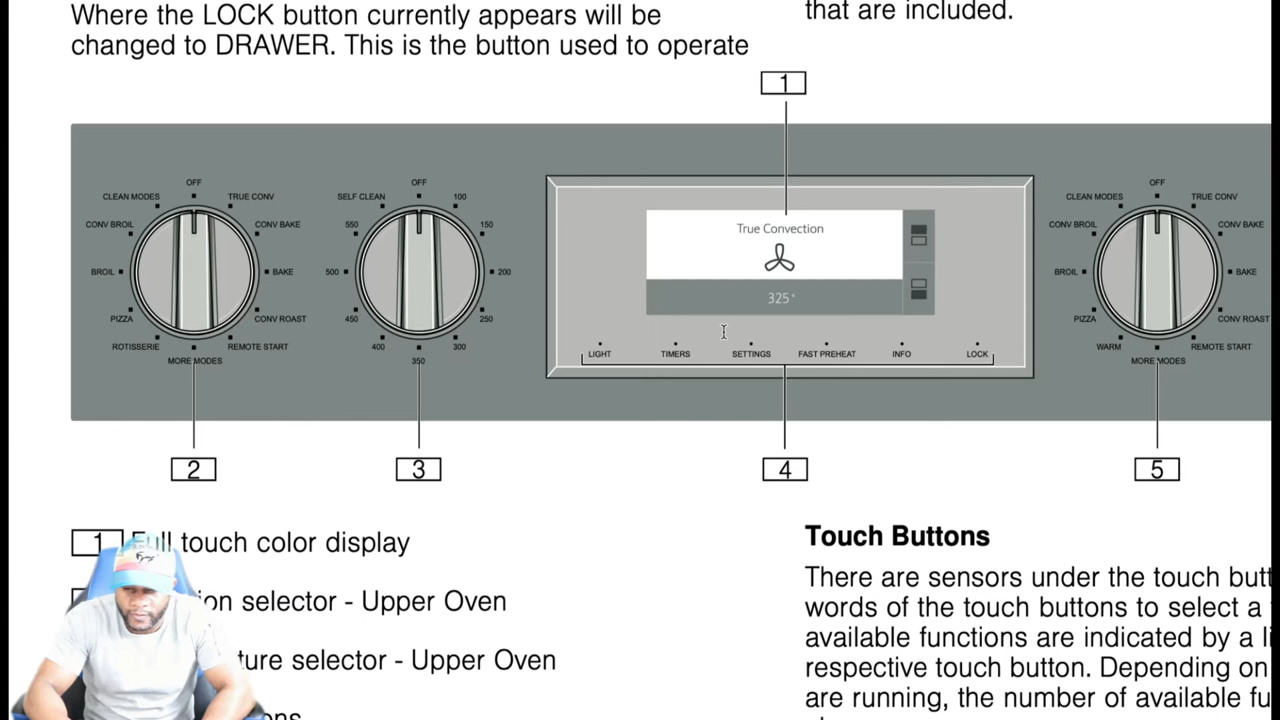 Where the LOCK button currently appears will be
changed to DRAWER. This is the button used to operate
that are included.
1
OFF
CLEAN MODES
TRUE CONV
CONV BROIL
CONV BAKE
BROIL
BAKE
PIZZA
CONV ROAST
ROTISSERIE
REMOTE START
MORE MODES
OFF
SELF CLEAN
100
550
150
500
200
450
250
400
300
350
True Convection
325°
LIGHT
TIMERS
SETTINGS
FAST PREHEAT
INFO
LOCK
OFF
CLEAN MODES
TRUE CONV
CONV BROIL
CONV BAKE
BROIL
BAKE
PIZZA
CONV ROAST
WARM
REMOTE START
MORE MODES
2
3
4
5
1 Full touch color display
selector - Upper Oven
selector - Upper Oven
Touch Buttons
There are sensors under the touch
words of the touch buttons to select a
available functions are indicated by a
respective touch button. Depending on
are running, the number of available